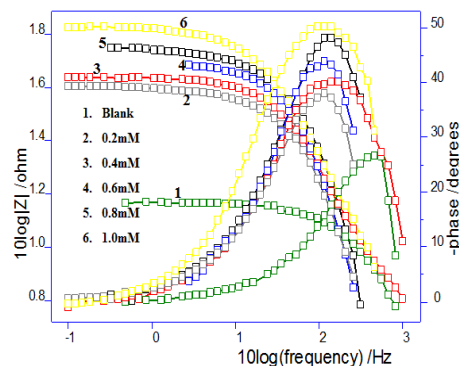 10log|Z| /ohm
1.8
1.6
1.4
1.2
1.0
0.8
6
5
4
3
2
1
1. Blank
2. 0.2mM
3. 0.4mM
4. 0.6mM
5. 0.8mM
6. 1.0mM
50
40
30
20
10
0
-phase /degrees
-1 0 1 2 3
10log(frequency) /Hz